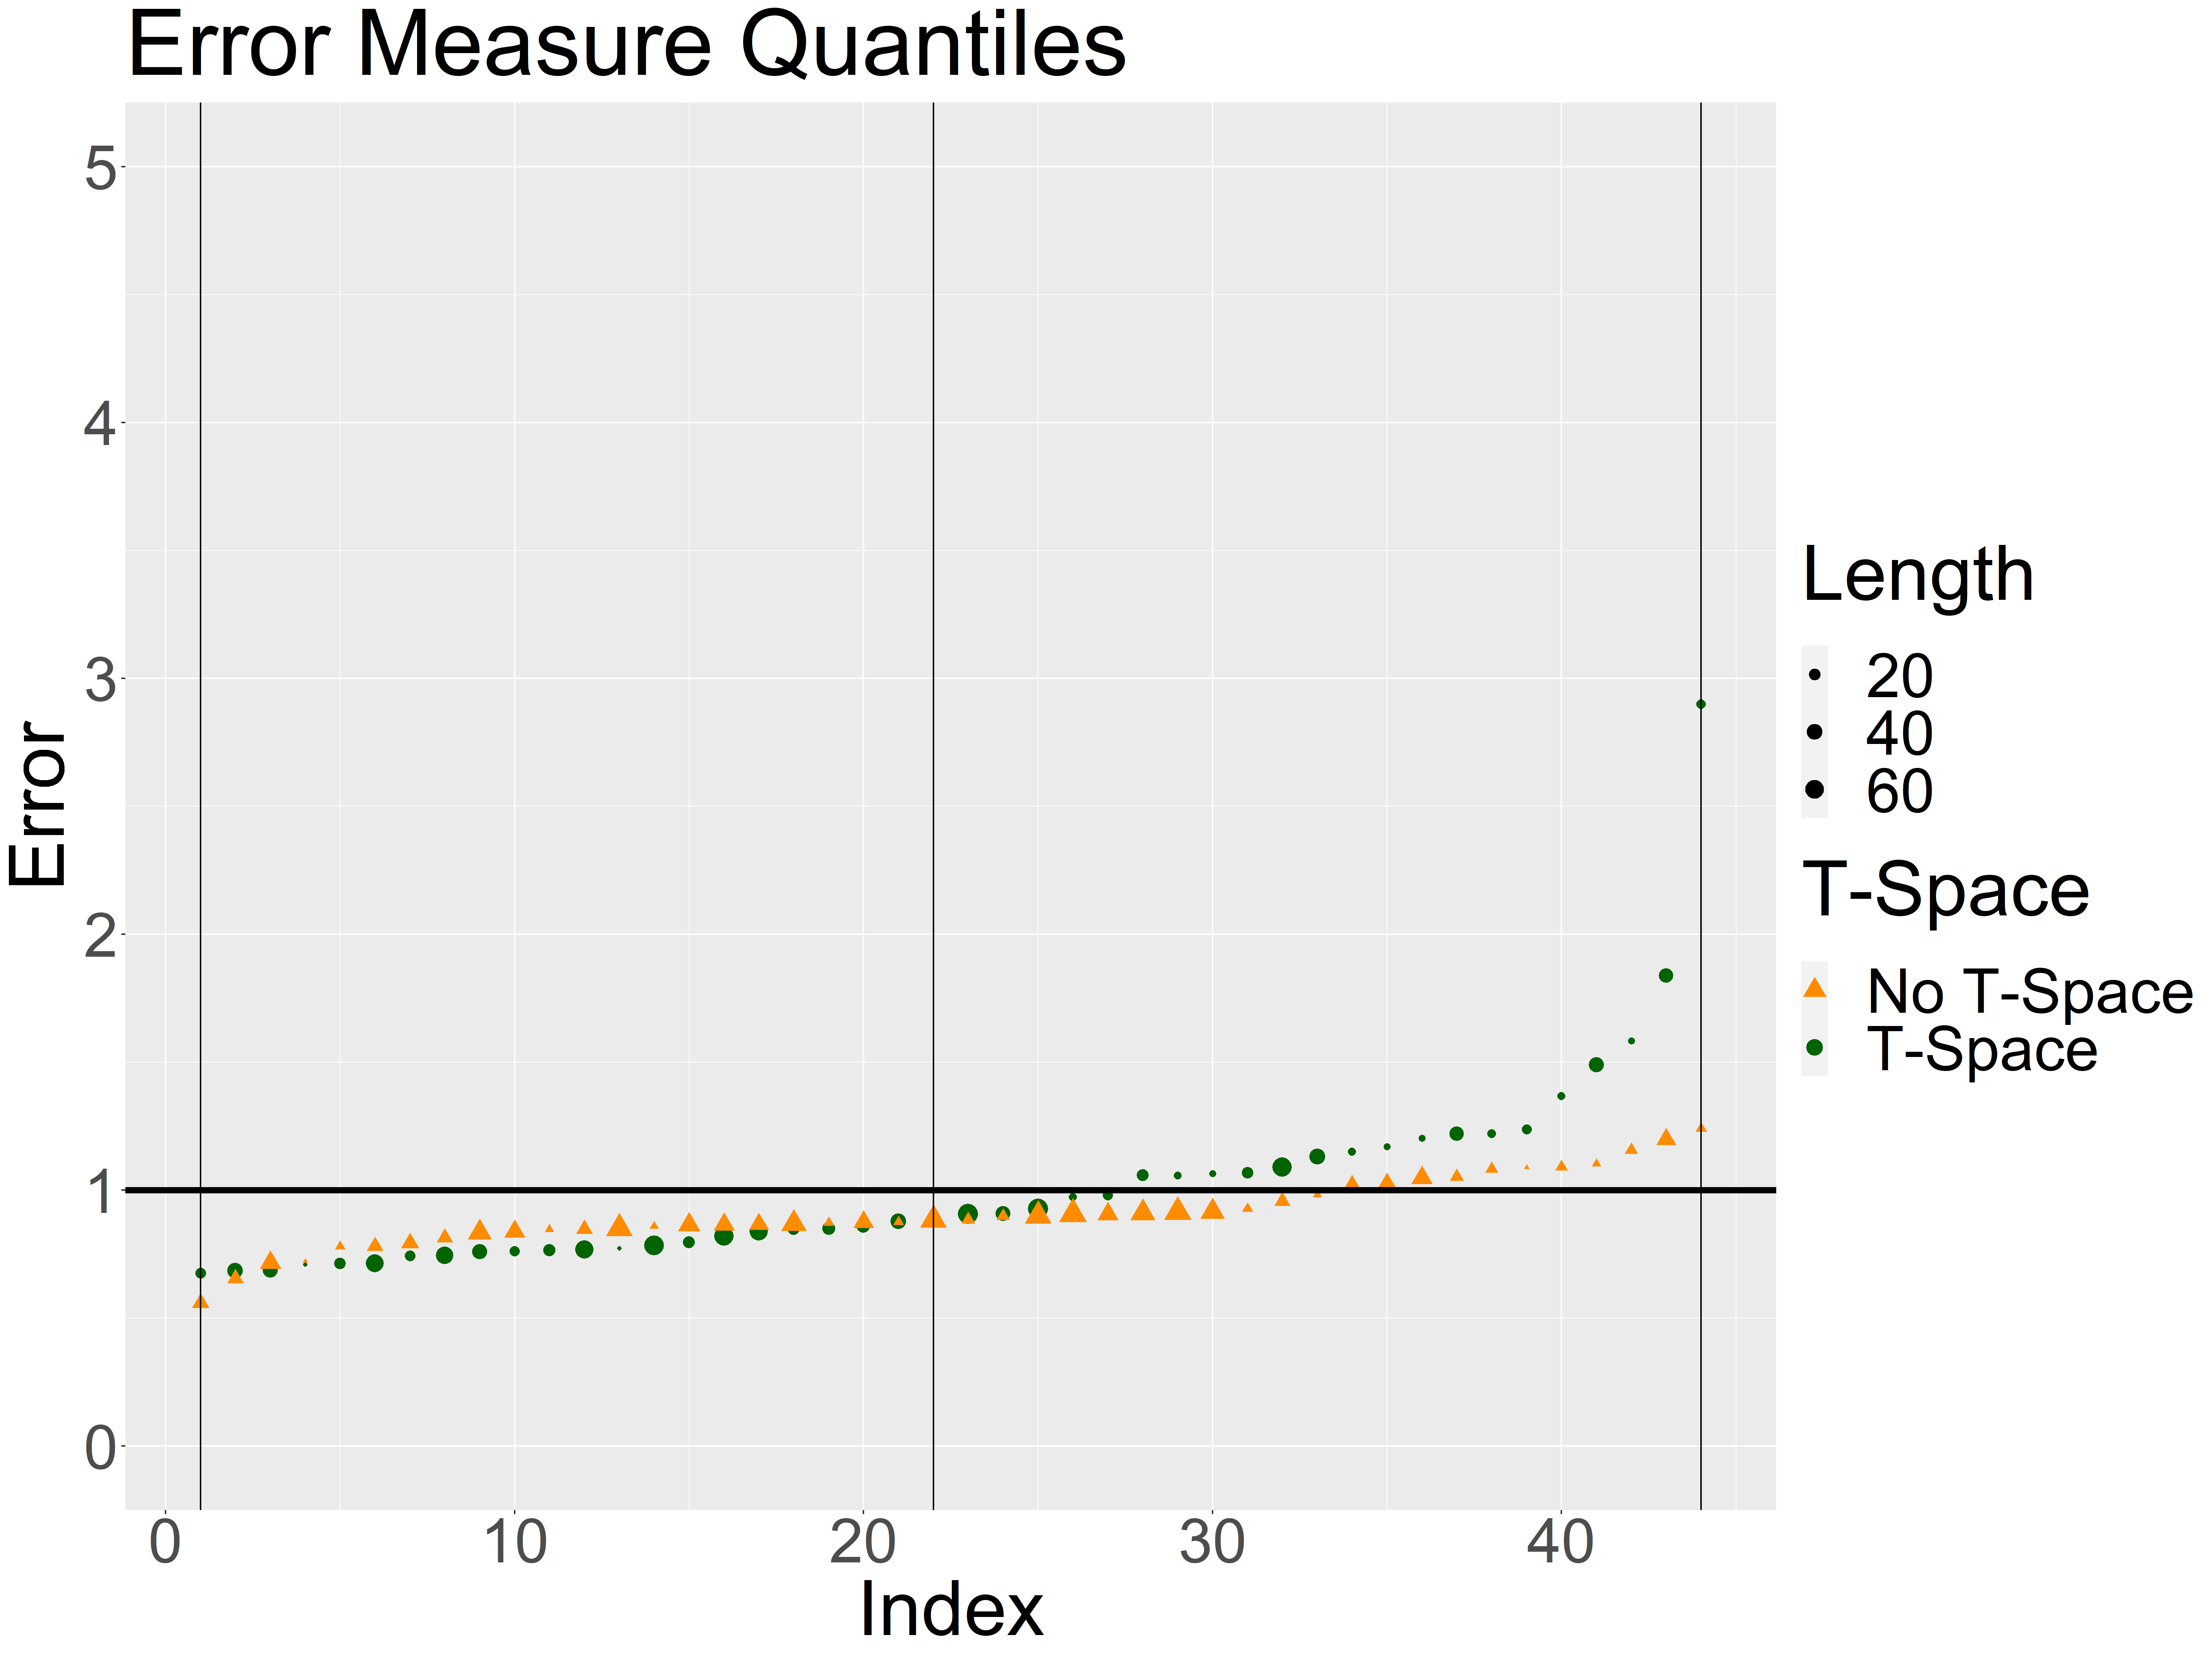 Error Measure Quantiles
5
4
3
2
1
0
Error
0 10 20 30 40
Index
Length
20
40
60
T-Space
No T-Space
T-Space